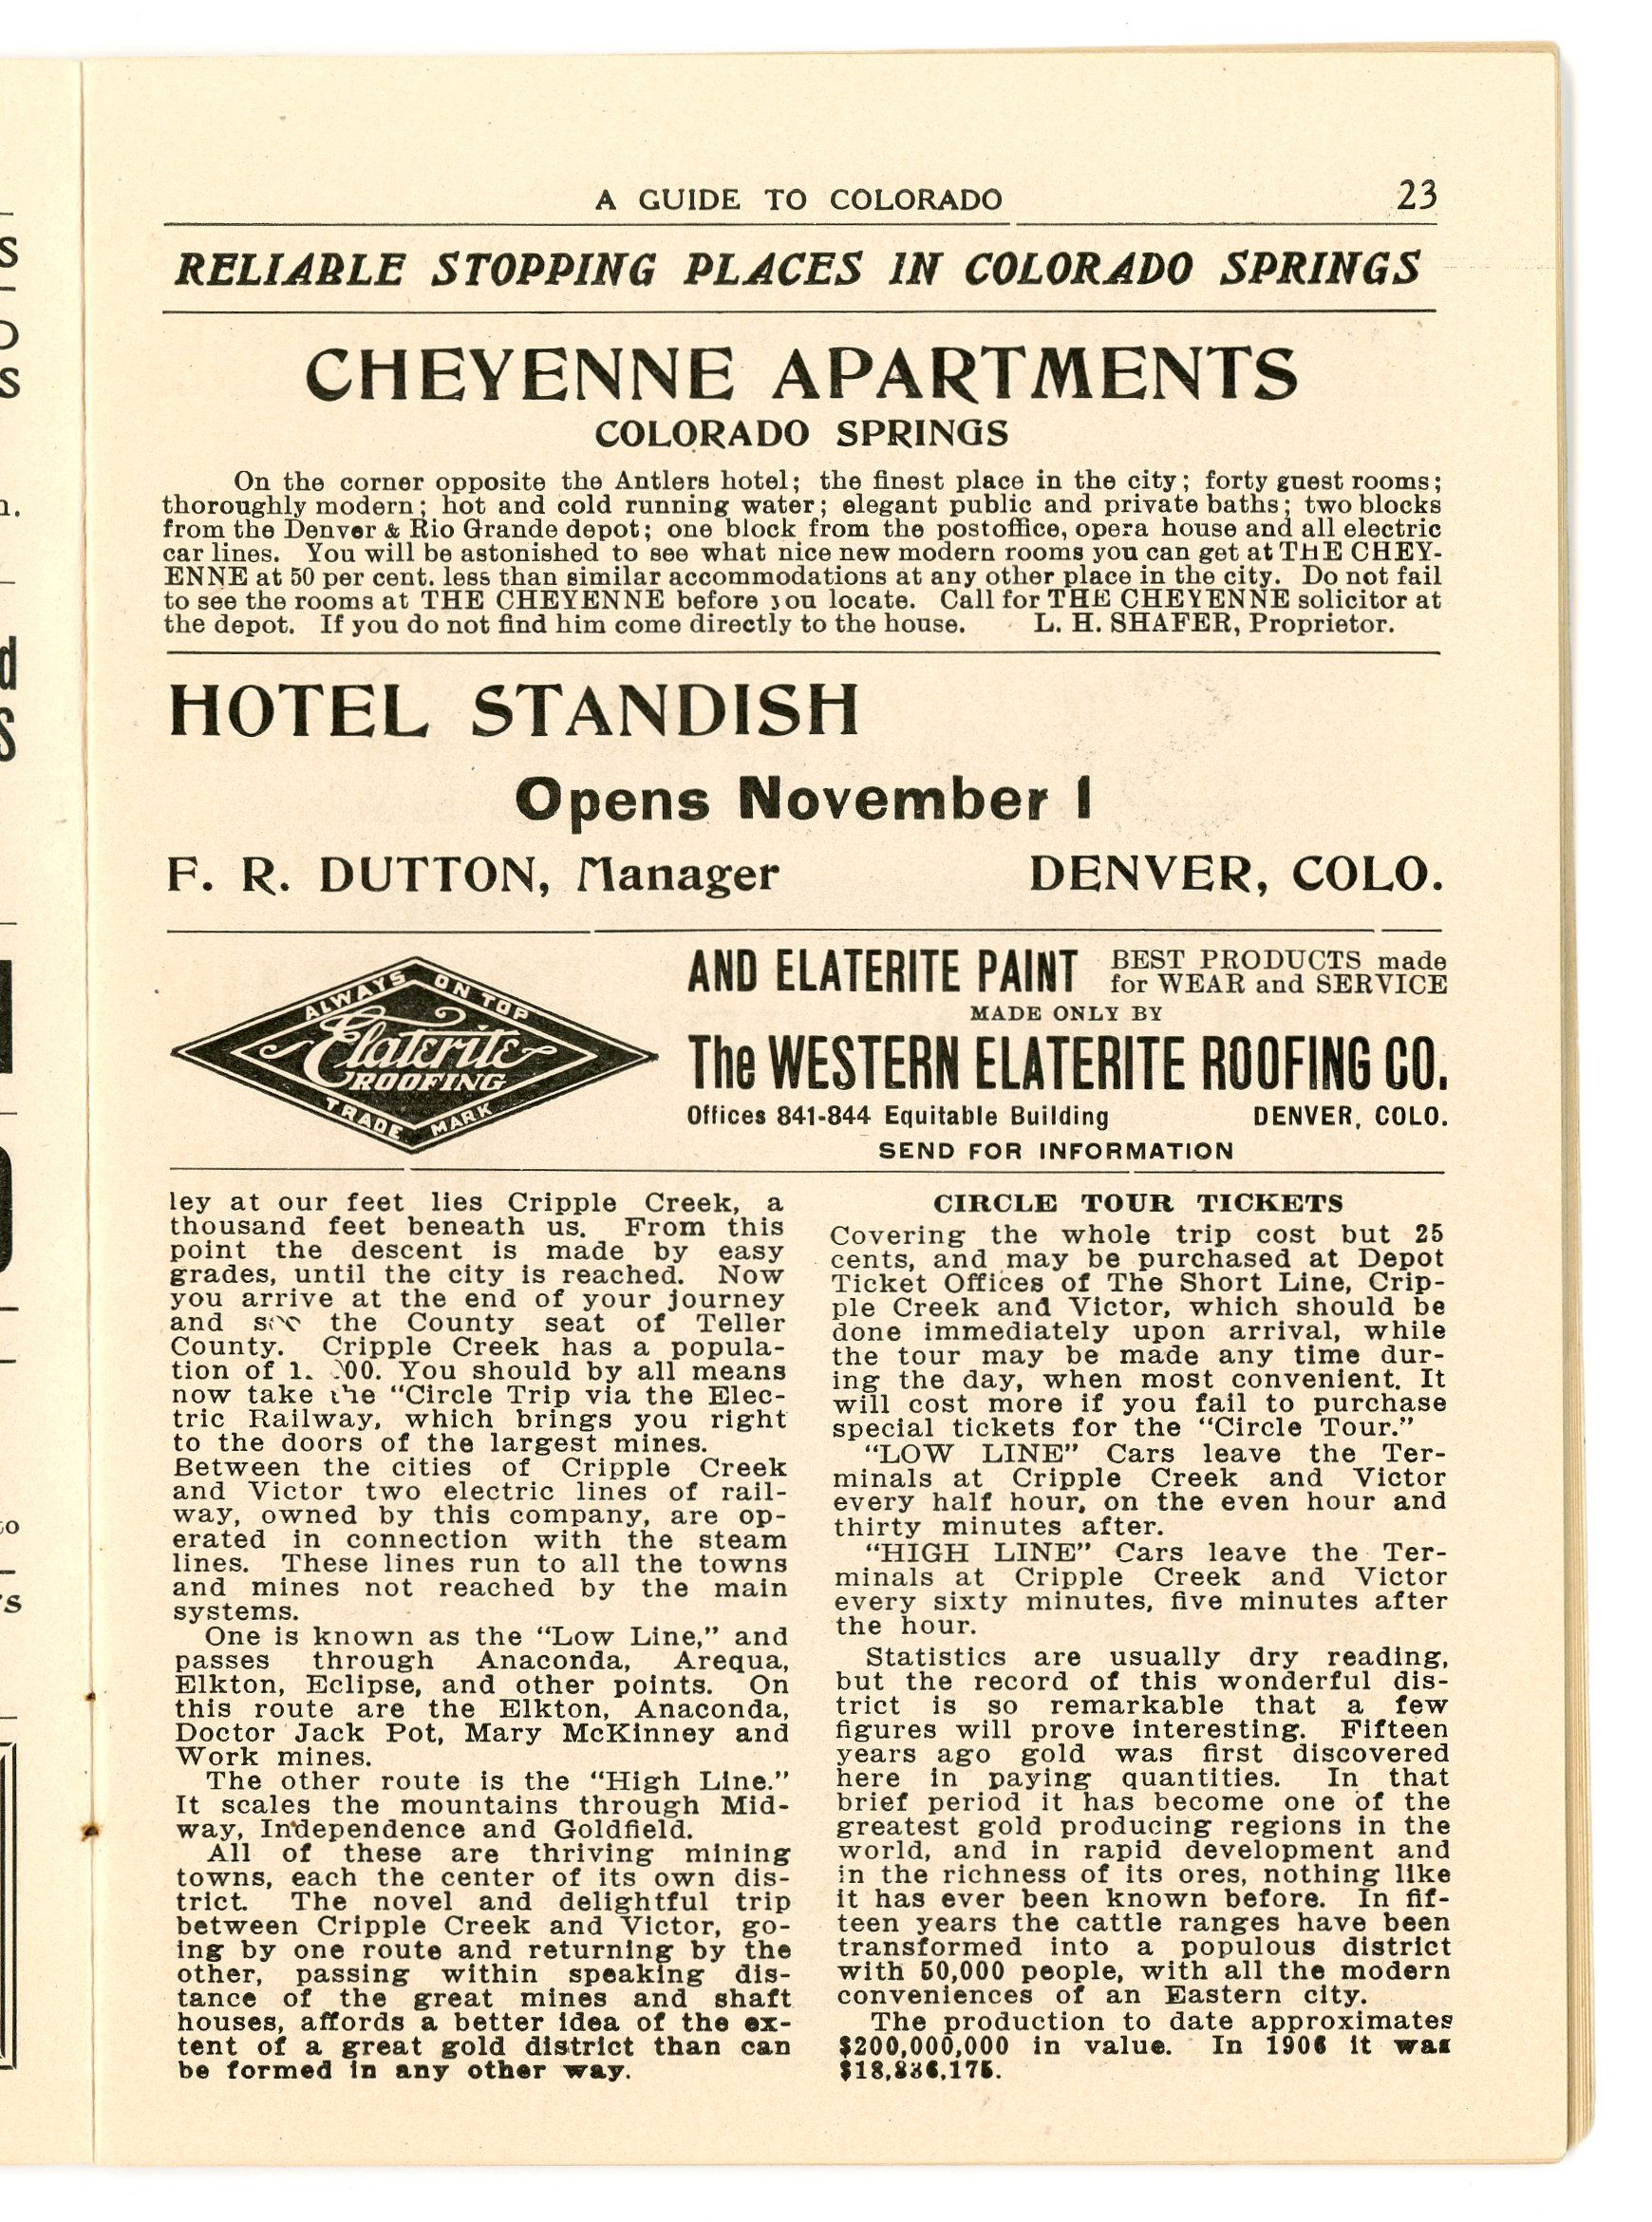 A GUIDE TO COLORADO 23
RELIABLE STOPPING PLACES IN COLORADO SPRINGS
CHEYENNE APARTMENTS
COLORADO SPRINGS
On the corner opposite the Antlers hotel; the finest place in the city; forty guest rooms;
thoroughly modern; hot and cold running water; elegant public and private baths; two blocks
from the Denver & Rio Grande depot; one block from the postoffice, opera house and all electric
car lines. You will be astonished to see what nice new modern rooms you can get at THE CHEY-
ENNE at 50 per cent. less than similar accommodations at any other place in the city. Do not fail
to see the rooms at THE CHEYENNE before you locate. Call for THE CHEYENNE solicitor at
the depot. If you do not find him come directly to the house. L. H. SHAFER, Proprietor.
HOTEL STANDISH
Opens November 1
F. R. DUTTON, Manager DENVER, COLO.
ALWAYS ON TOP
Elaterite
ROOFING
TRADE MARK
AND ELATERITE PAINT BEST PRODUCTS made
for WEAR and SERVICE
MADE ONLY BY
The WESTERN ELATERITE ROOFING CO.
Offices 841-844 Equitable Building DENVER, COLO.
SEND FOR INFORMATION
ley at our feet lies Cripple Creek, a
thousand feet beneath us. From this
point the descent is made by easy
grades, until the city is reached. Now
you arrive at the end of your journey
and see the County seat of Teller
County. Cripple Creek has a popula-
tion of You should by all means
now take the "Circle Trip via the Elec-
tric Railway, which brings you right
to the doors of the largest mines.
Between the cities of Cripple Creek
and Victor two electric lines of rail-
way, owned by this company, are op-
erated in connection with the steam
lines. These lines run to all the towns
and mines not reached by the main
systems.
One is known as the "Low Line," and
passes through Anaconda, Arequa,
Elkton, Eclipse, and other points. On
this route are the Elkton, Anaconda,
Doctor Jack Pot, Mary McKinney and
Work mines.
The other route is the "High Line."
It scales the mountains through Mid-
way, Independence and Goldfield.
All of these are thriving mining
towns, each the center of its own dis-
trict. The novel and delightful trip
between Cripple Creek and Victor, go-
ing by one route and returning by the
other, passing within speaking dis-
tance of the great mines and shaft
houses, affords a better idea of the ex-
tent of a great gold district than can
be formed in any other way.
CIRCLE TOUR TICKETS
Covering the whole trip cost but 25
cents, and may be purchased at Depot
Ticket Offices of The Short Line, Crip-
ple Creek and Victor, which should be
done immediately upon arrival, while
the tour may be made any time dur-
ing the day, when most convenient. It
will cost more if you fail to purchase
special tickets for the "Circle Tour."
"LOW LINE" Cars leave the Ter-
minals at Cripple Creek and Victor
every half hour, on the even hour and
thirty minutes after.
"HIGH LINE" Cars leave the Ter-
minals at Cripple Creek and Victor
every sixty minutes, five minutes after
the hour.
Statistics are usually dry reading,
but the record of this wonderful dis-
trict is so remarkable that a few
figures will prove interesting. Fifteen
years ago gold was first discovered
here in paying quantities. In that
brief period it has become one of the
greatest gold producing regions in the
world, and in rapid development and
in the richness of its ores, nothing like
it has ever been known before. In fif-
teen years the cattle ranges have been
transformed into a populous district
with 50,000 people, with all the modern
conveniences of an Eastern city.
The production to date approximates
$200,000,000 in value. In 1906 it was
$18,836,175.